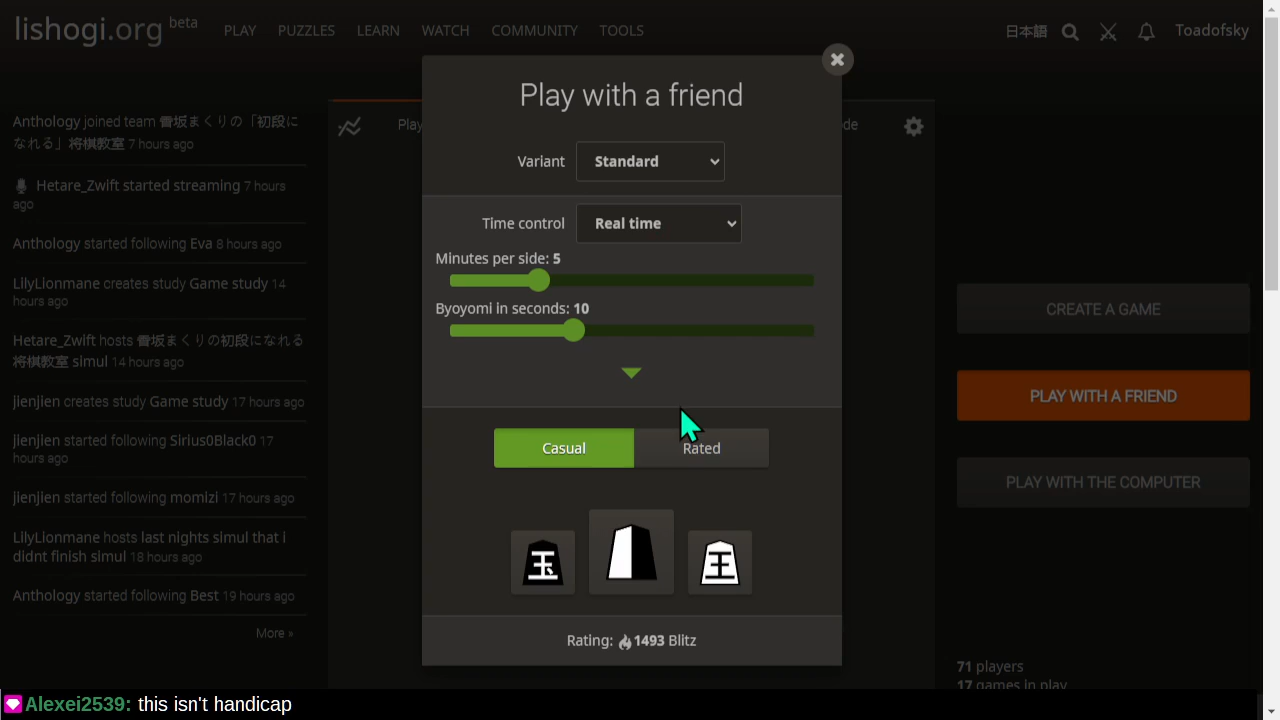 lishogi.org beta
PLAY PUZZLES LEARN WATCH COMMUNITY TOOLS
日本語
Toadofsky
Anthology joined team 香坂まくりの「初段に
なれる」将棋教室 7 hours ago
Hetare_Zwift started streaming 7 hours
ago
Anthology started following Eva 8 hours ago
LilyLionmane creates study Game study 14
hours ago
Hetare_Zwift hosts 香坂まくりの初段になれる
将棋教室 simul 14 hours ago
jienjien creates study Game study 17 hours ago
jienjien started following Sirius0Black0 17
hours ago
jienjien started following momizi 17 hours ago
LilyLionmane hosts last nights simul that i
didnt finish simul 18 hours ago
Anthology started following Best 19 hours ago
More »
Play with a friend
Variant Standard
Time control Real time
Minutes per side: 5
Byoyomi in seconds: 10
Casual Rated
玉 王
Rating: 1493 Blitz
CREATE A GAME
PLAY WITH A FRIEND
PLAY WITH THE COMPUTER
71 players
17 games in play
Alexei2539: this isn't handicap